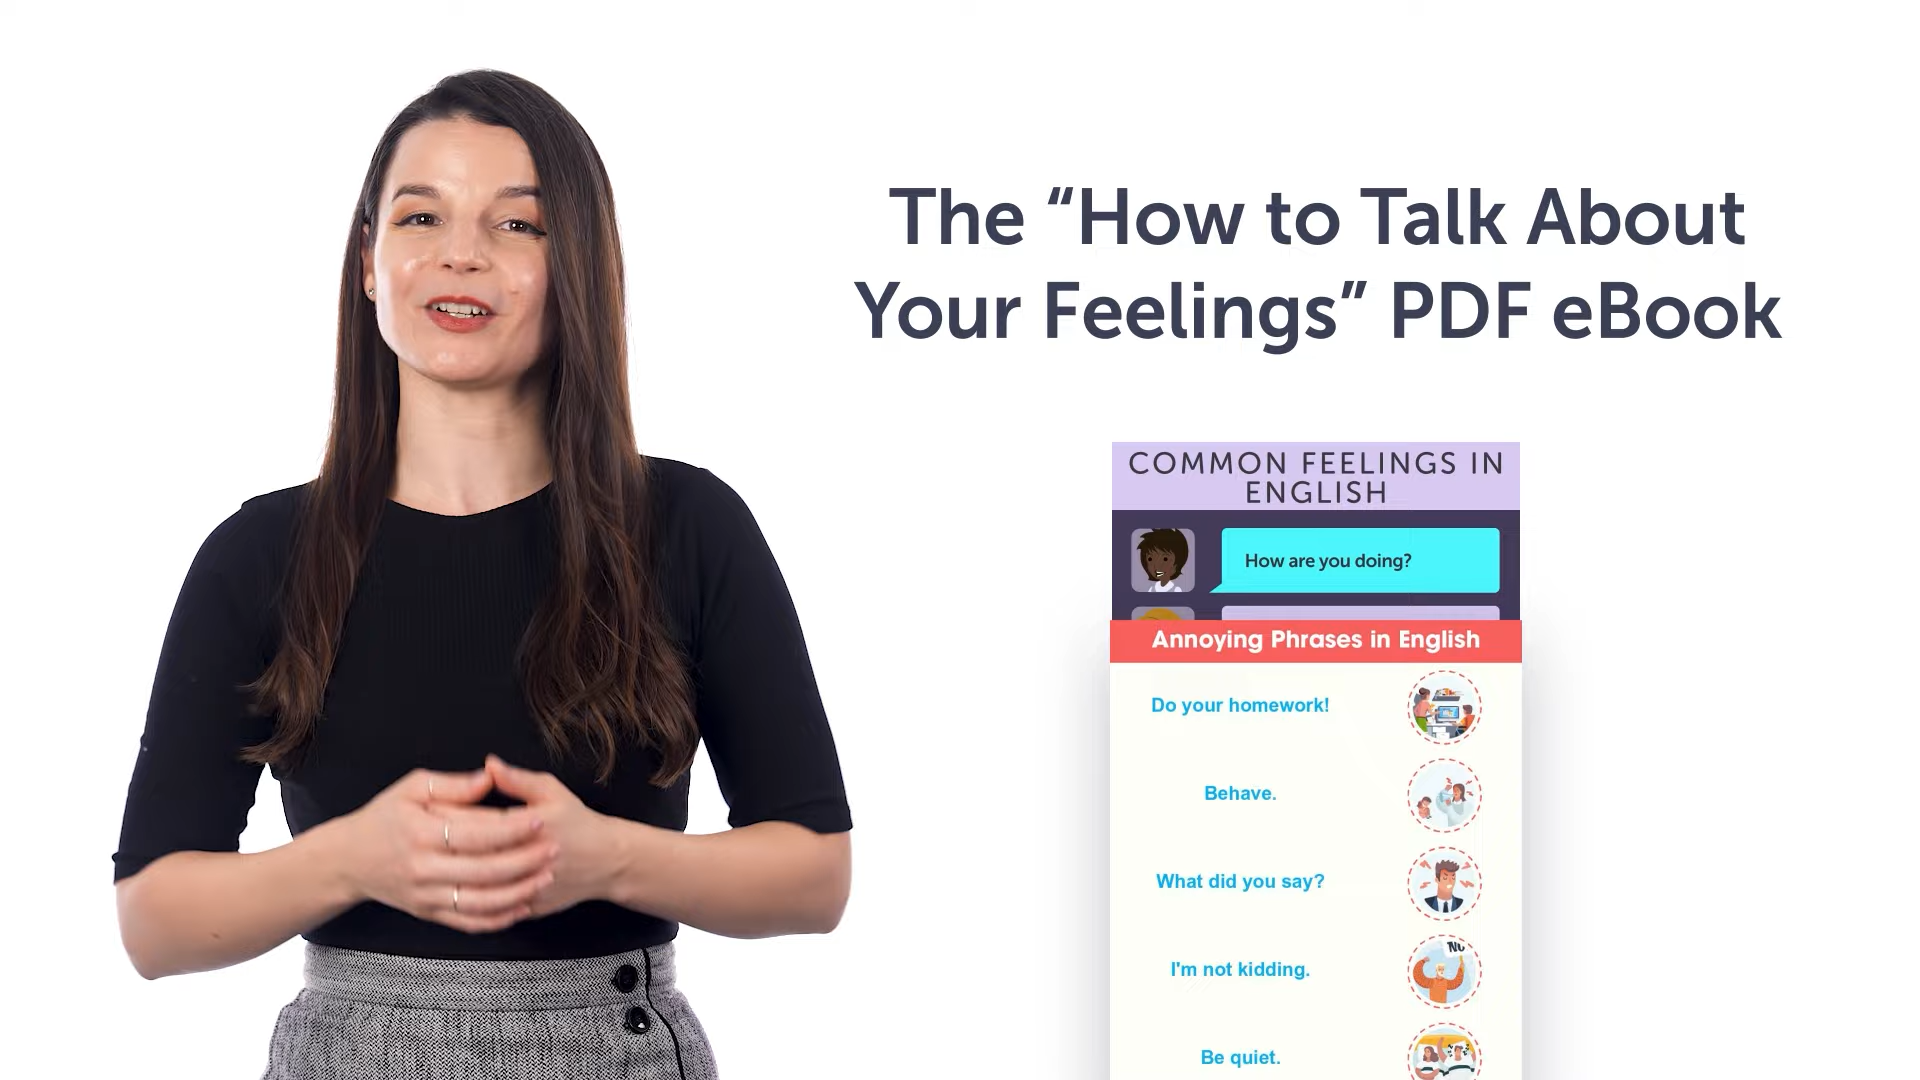 The “How to Talk About
Your Feelings” PDF eBook
COMMON FEELINGS IN
ENGLISH
How are you doing?
Annoying Phrases in English
Do your homework!
Behave.
What did you say?
I'm not kidding.
Be quiet.